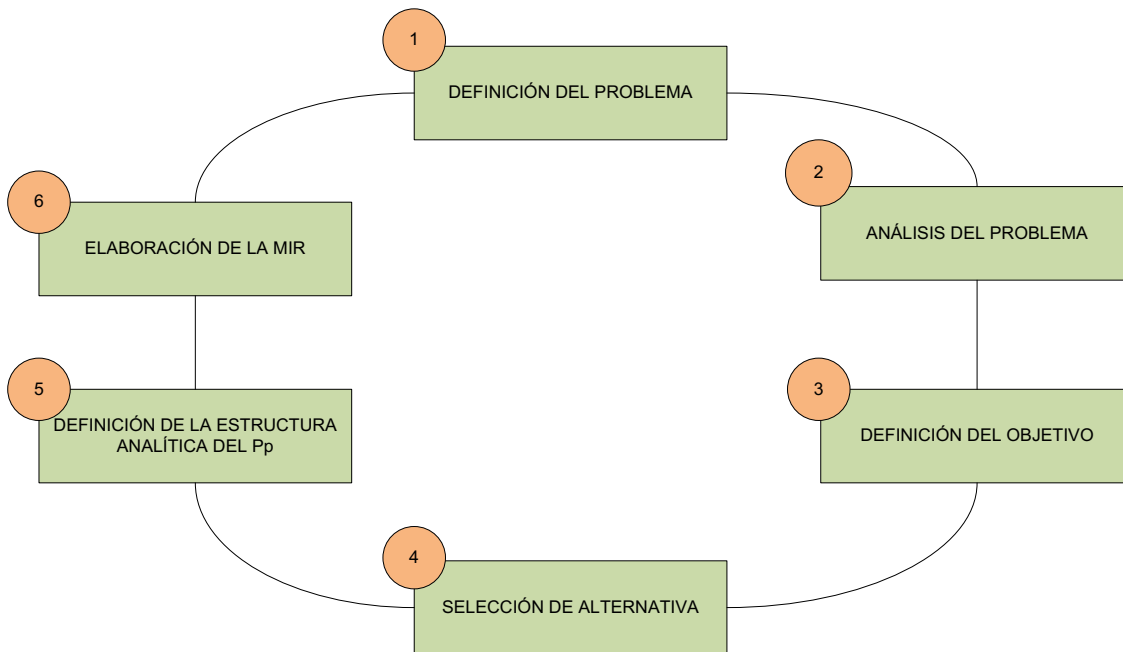 1
DEFINICIÓN DEL PROBLEMA
2
ANÁLISIS DEL PROBLEMA
3
DEFINICIÓN DEL OBJETIVO
4
SELECCIÓN DE ALTERNATIVA
5
DEFINICIÓN DE LA ESTRUCTURA
ANALÍTICA DEL Pp
6
ELABORACIÓN DE LA MIR